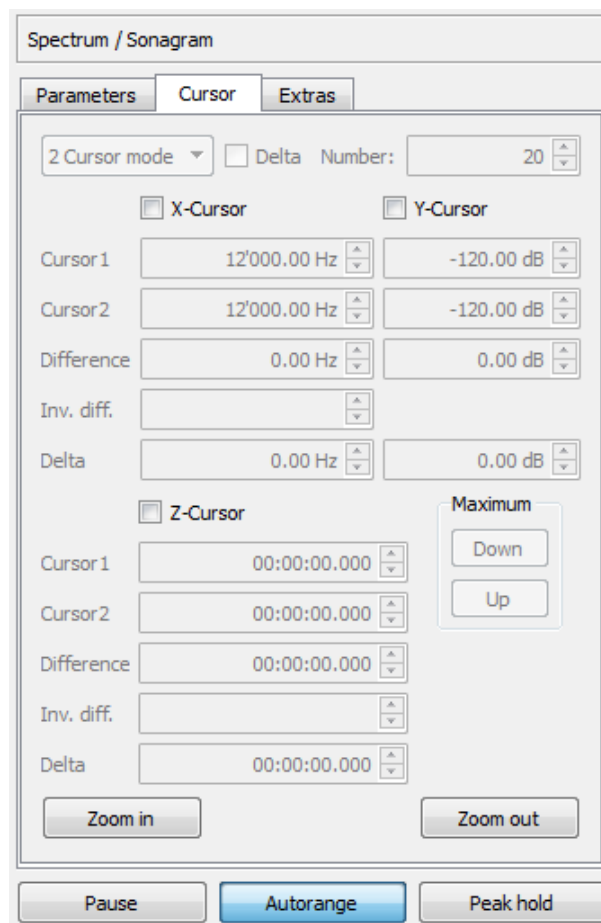 Spectrum / Sonagram
Parameters Cursor Extras
2 Cursor mode Delta Number: 20
X-Cursor Y-Cursor
Cursor1 12'000.00 Hz -120.00 dB
Cursor2 12'000.00 Hz -120.00 dB
Difference 0.00 Hz 0.00 dB
Inv. diff.
Delta 0.00 Hz 0.00 dB
Z-Cursor Maximum
Cursor1 00:00:00.000 Down
Cursor2 00:00:00.000 Up
Difference 00:00:00.000
Inv. diff.
Delta 00:00:00.000
Zoom in Zoom out
Pause Autorange Peak hold